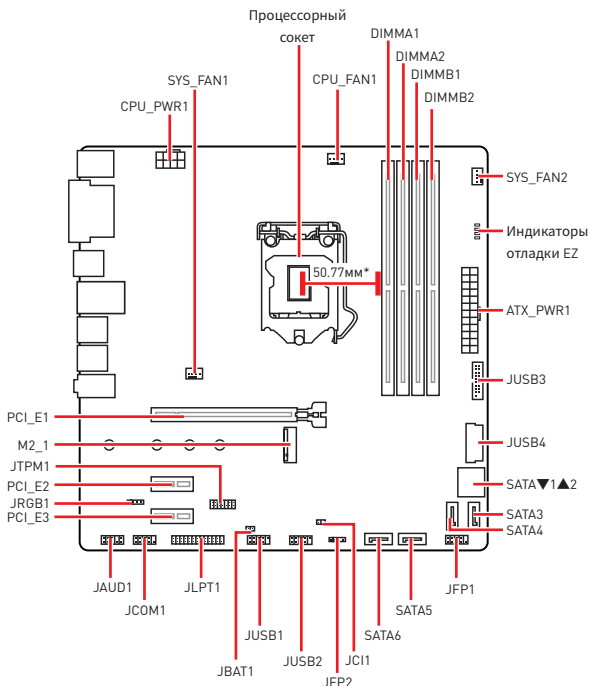 Процессорный
сокет
DIMMA1
DIMMA2
DIMMB1
DIMMB2
CPU_FAN1
SYS_FAN1
CPU_PWR1
SYS_FAN2
Индикаторы
отладки EZ
50.77мм*
ATX_PWR1
JUSB3
PCI_E1
JUSB4
M2_1
JTPM1
PCI_E2
SATA▼1▲2
JRGB1
PCI_E3
SATA3
SATA4
JAUD1
JCOM1
JLPT1
JBAT1
JUSB1
JUSB2
JFP2
JCI1
SATA6
SATA5
JFP1